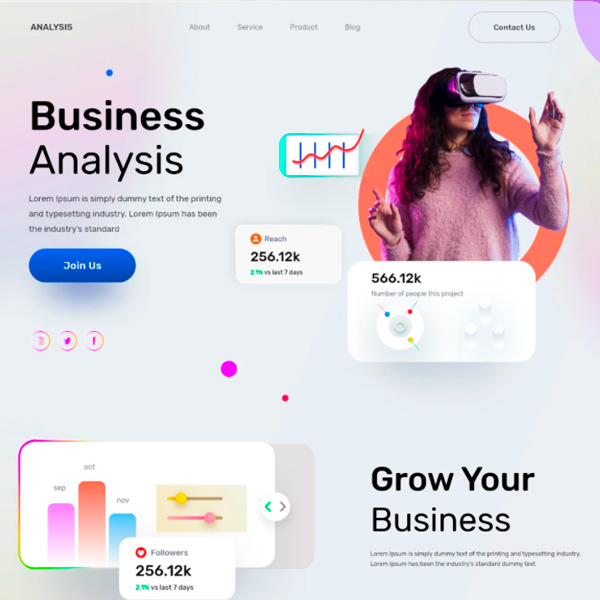 ANALYSIS
About
Service
Product
Blog
Contact Us
Business
Analysis
Lorem Ipsum is simply dummy text of the printing
and typesetting industry. Lorem Ipsum has been
the industry's standard
Join Us
Reach
256.12k
2.1% vs last 7 days
566.12k
Number of people this project
sep
oct
nov
Followers
256.12k
2.1% vs last 7 days
Grow Your
Business
Lorem Ipsum is simply dummy text of the printing and typesetting industry.
Lorem Ipsum has been the industry's standard dummy text